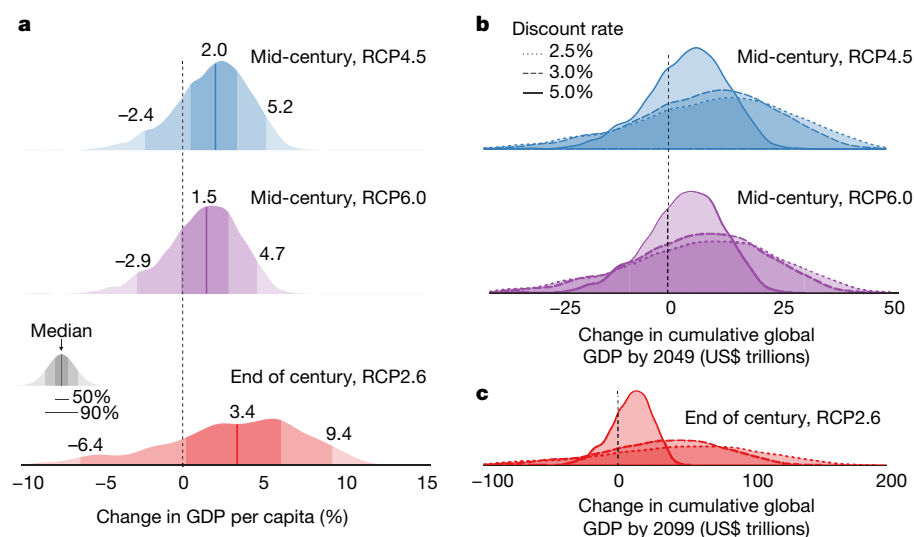 a
Mid-century, RCP4.5
2.0
−2.4
5.2
Mid-century, RCP6.0
1.5
−2.9
4.7
Median
50%
90%
End of century, RCP2.6
3.4
−6.4
9.4
−10 −5 0 5 10 15
Change in GDP per capita (%)
b
Discount rate
2.5%
3.0%
5.0%
Mid-century, RCP4.5
Mid-century, RCP6.0
−25 0 25 50
Change in cumulative global
GDP by 2049 (US$ trillions)
c
End of century, RCP2.6
−100 0 100 200
Change in cumulative global
GDP by 2099 (US$ trillions)